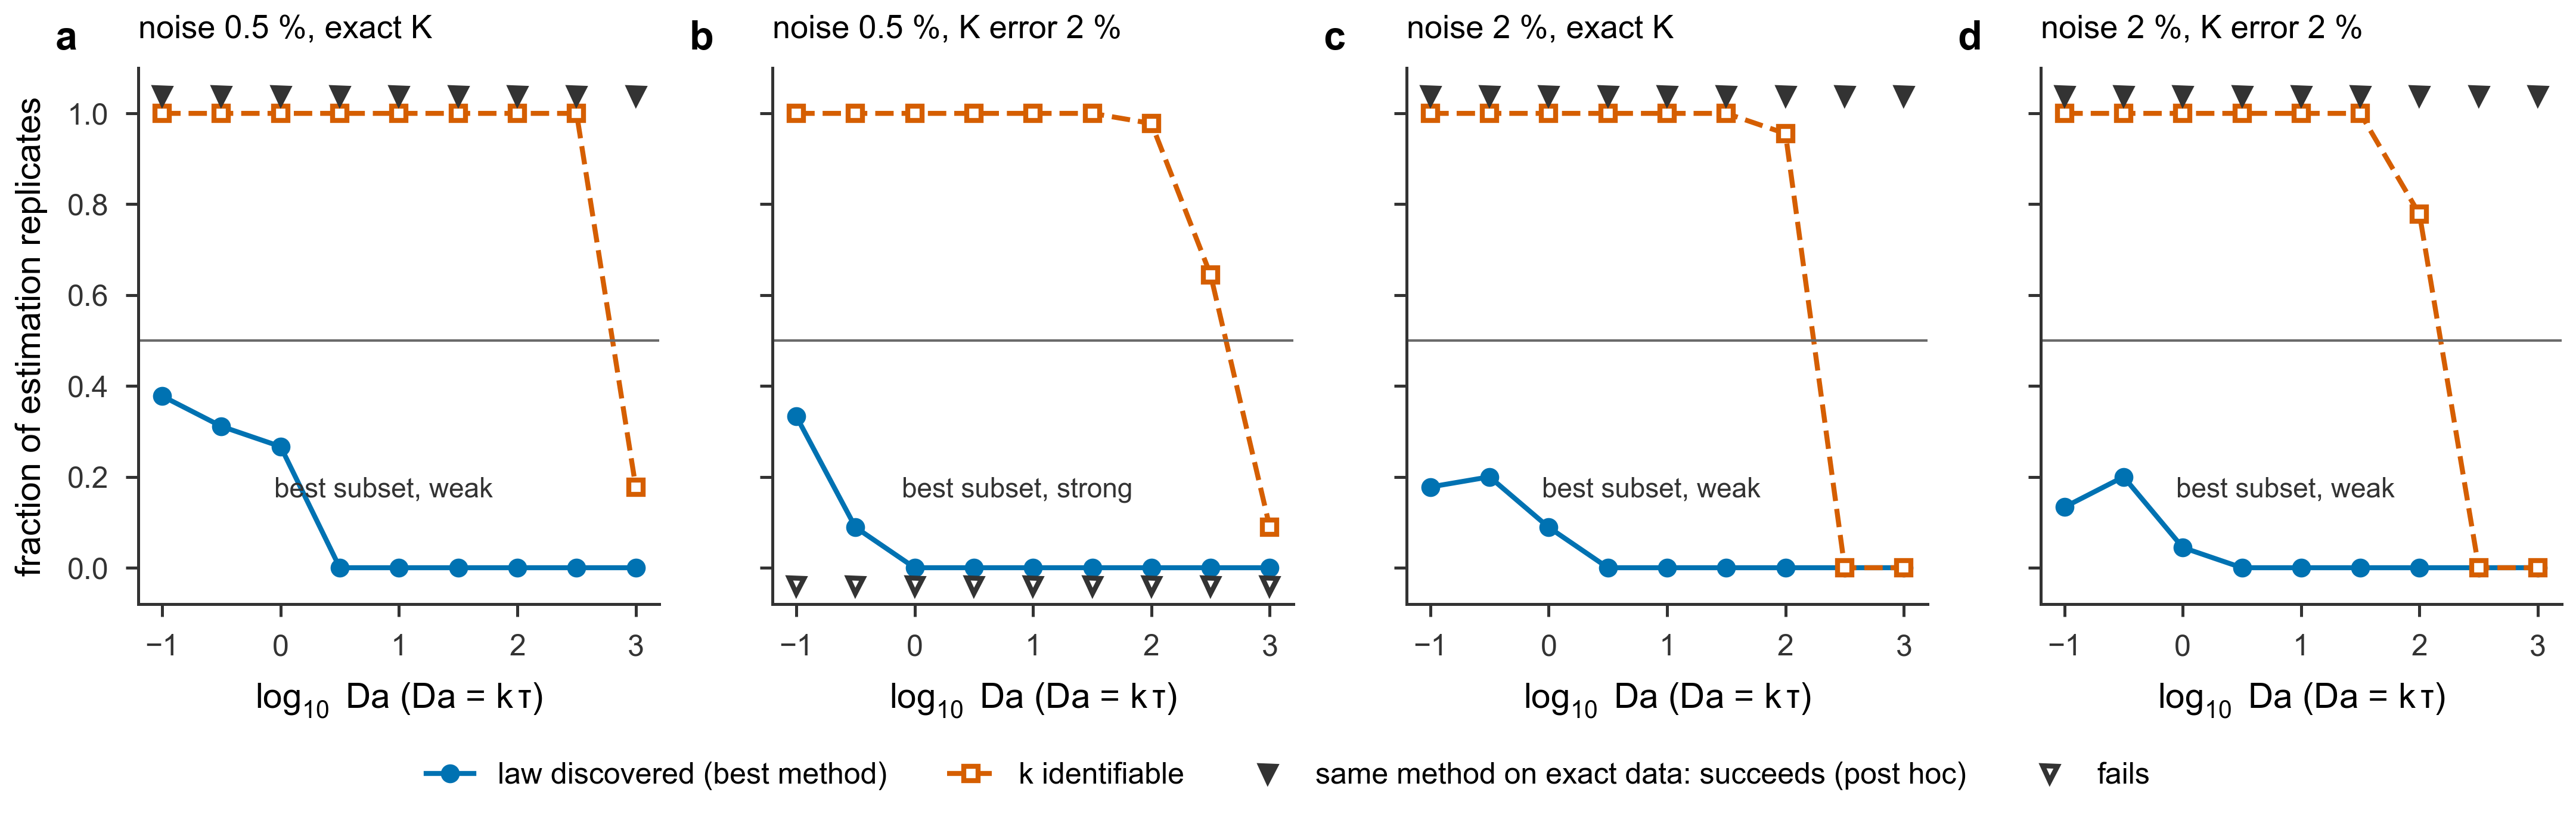 a noise 0.5 %, exact K
b noise 0.5 %, K error 2 %
c noise 2 %, exact K
d noise 2 %, K error 2 %
fraction of estimation replicates
1.0
0.8
0.6
0.4
0.2
0.0
best subset, weak
best subset, strong
best subset, weak
best subset, weak
−1 0 1 2 3
−1 0 1 2 3
−1 0 1 2 3
−1 0 1 2 3
log10 Da (Da = k τ)
log10 Da (Da = k τ)
log10 Da (Da = k τ)
log10 Da (Da = k τ)
law discovered (best method) k identifiable same method on exact data: succeeds (post hoc) fails